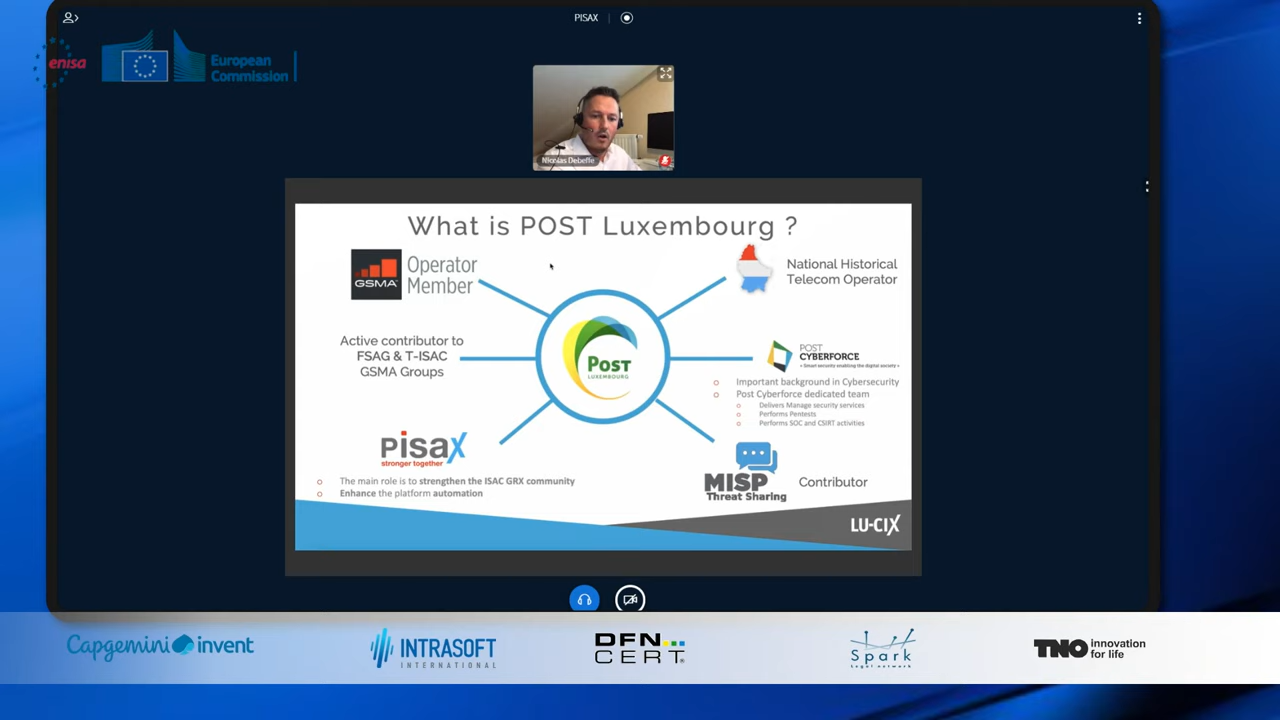 PISAX
enisa
European
Commission
Nicolas Debeffe
What is POST Luxembourg ?
GSMA
Operator
Member
National Historical
Telecom Operator
Active contributor to
FSAG & T-ISAC
GSMA Groups
POST
LUXEMBOURG
POST
CYBERFORCE
« Smart security enabling the digital society »
Important background in Cybersecurity
Post Cyberforce dedicated team
Delivers Manage security services
Performs Pentests
Performs SOC and CSIRT activities
pisax
stronger together
The main role is to strengthen the ISAC GRX community
Enhance the platform automation
MISP
Threat Sharing
Contributor
LU-CIX
Capgemini invent
INTRASOFT
INTERNATIONAL
DFN
CERT®
Spark
Legal network
TNO innovation
for life